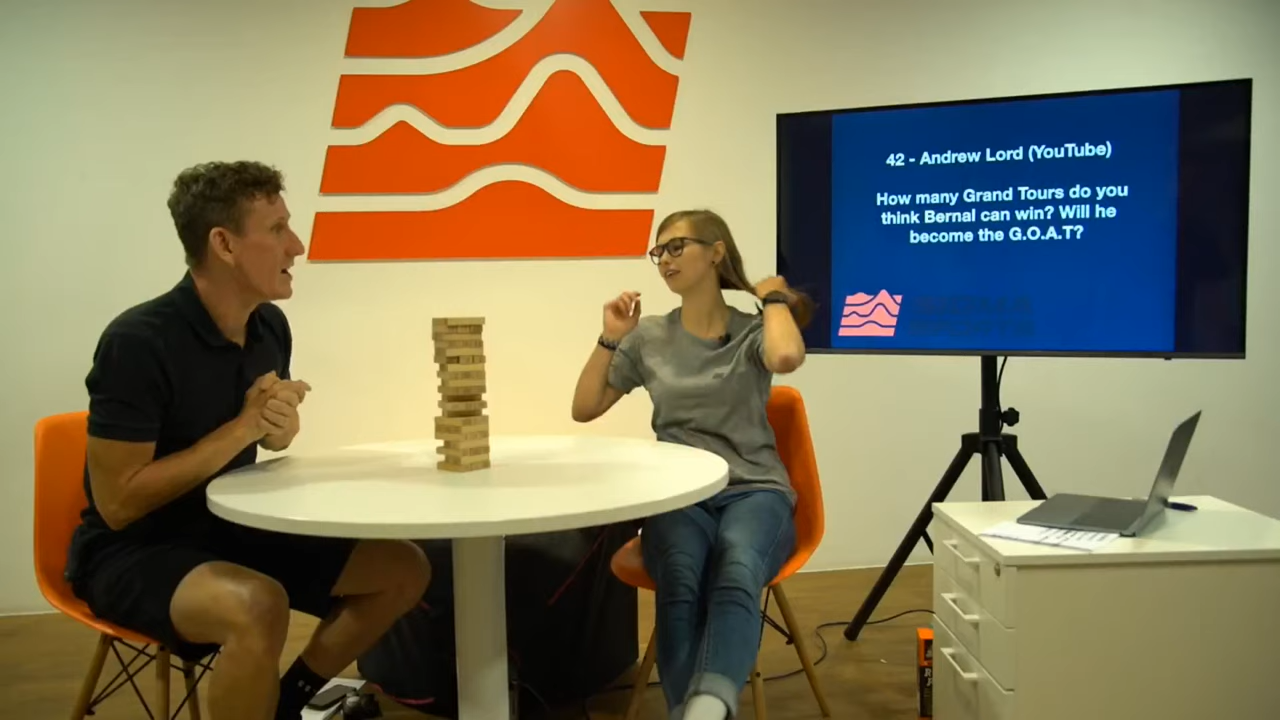 42 - Andrew Lord (YouTube)
How many Grand Tours do you
think Bernal can win? Will he
become the G.O.A.T?